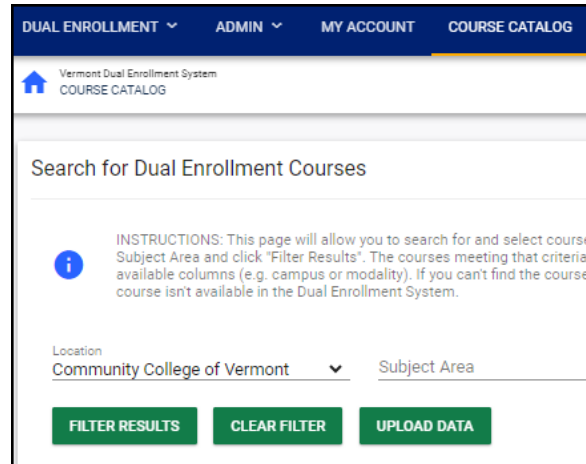 DUAL ENROLLMENT ADMIN MY ACCOUNT COURSE CATALOG
Vermont Dual Enrollment System
COURSE CATALOG
Search for Dual Enrollment Courses
INSTRUCTIONS: This page will allow you to search for and select course
Subject Area and click "Filter Results". The courses meeting that criteria
available columns (e.g. campus or modality). If you can't find the course
course isn't available in the Dual Enrollment System.
Location
Community College of Vermont Subject Area
FILTER RESULTS CLEAR FILTER UPLOAD DATA